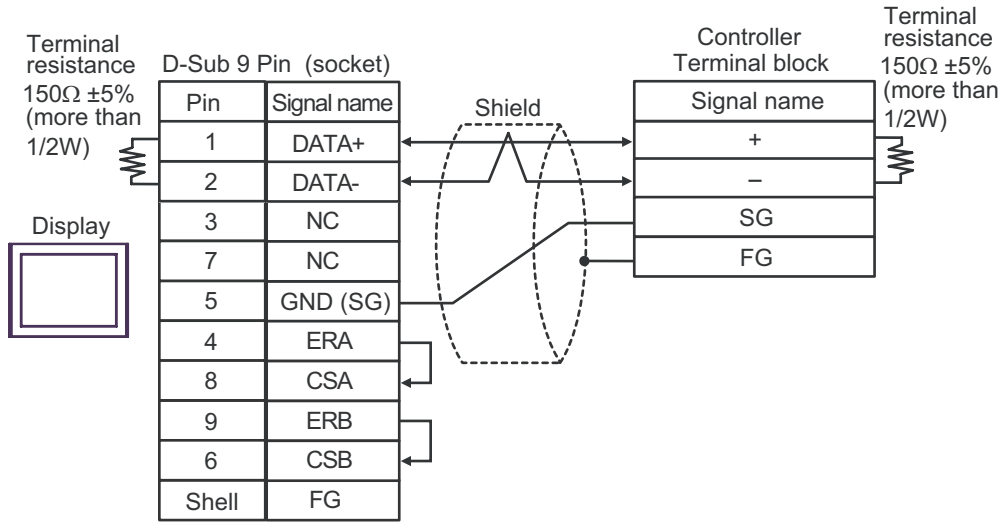 Terminal
resistance
150Ω ±5%
(more than
1/2W)
D-Sub 9 Pin (socket)
Pin Signal name
1 DATA+
2 DATA-
3 NC
7 NC
5 GND (SG)
4 ERA
8 CSA
9 ERB
6 CSB
Shell FG
Display
Shield
Controller
Terminal block
Signal name
+
–
SG
FG
Terminal
resistance
150Ω ±5%
(more than
1/2W)